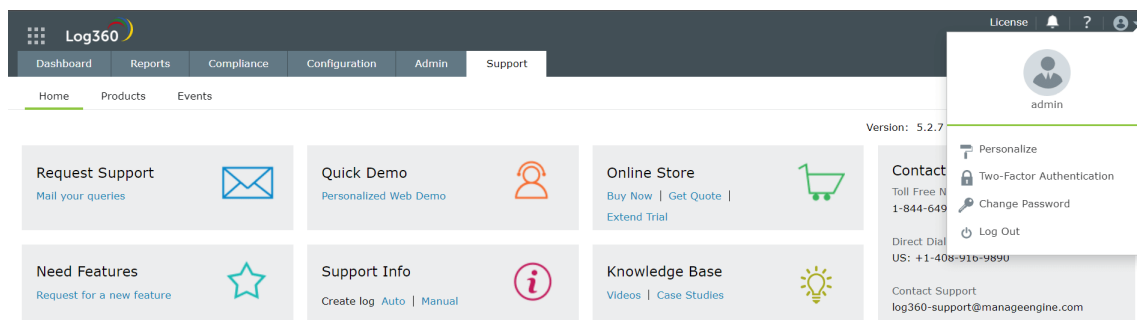 License
?
Log360
Dashboard Reports Compliance Configuration Admin Support
admin
Home Products Events
Version: 5.2.7
Personalize
Two-Factor Authentication
Change Password
Log Out
Request Support
Mail your queries
Quick Demo
Personalized Web Demo
Online Store
Buy Now | Get Quote |
Extend Trial
Contact
Toll Free N
1-844-649
Direct Dial
US: +1-408-916-9890
Contact Support
log360-support@manageengine.com
Need Features
Request for a new feature
Support Info
Create log Auto | Manual
i
Knowledge Base
Videos | Case Studies